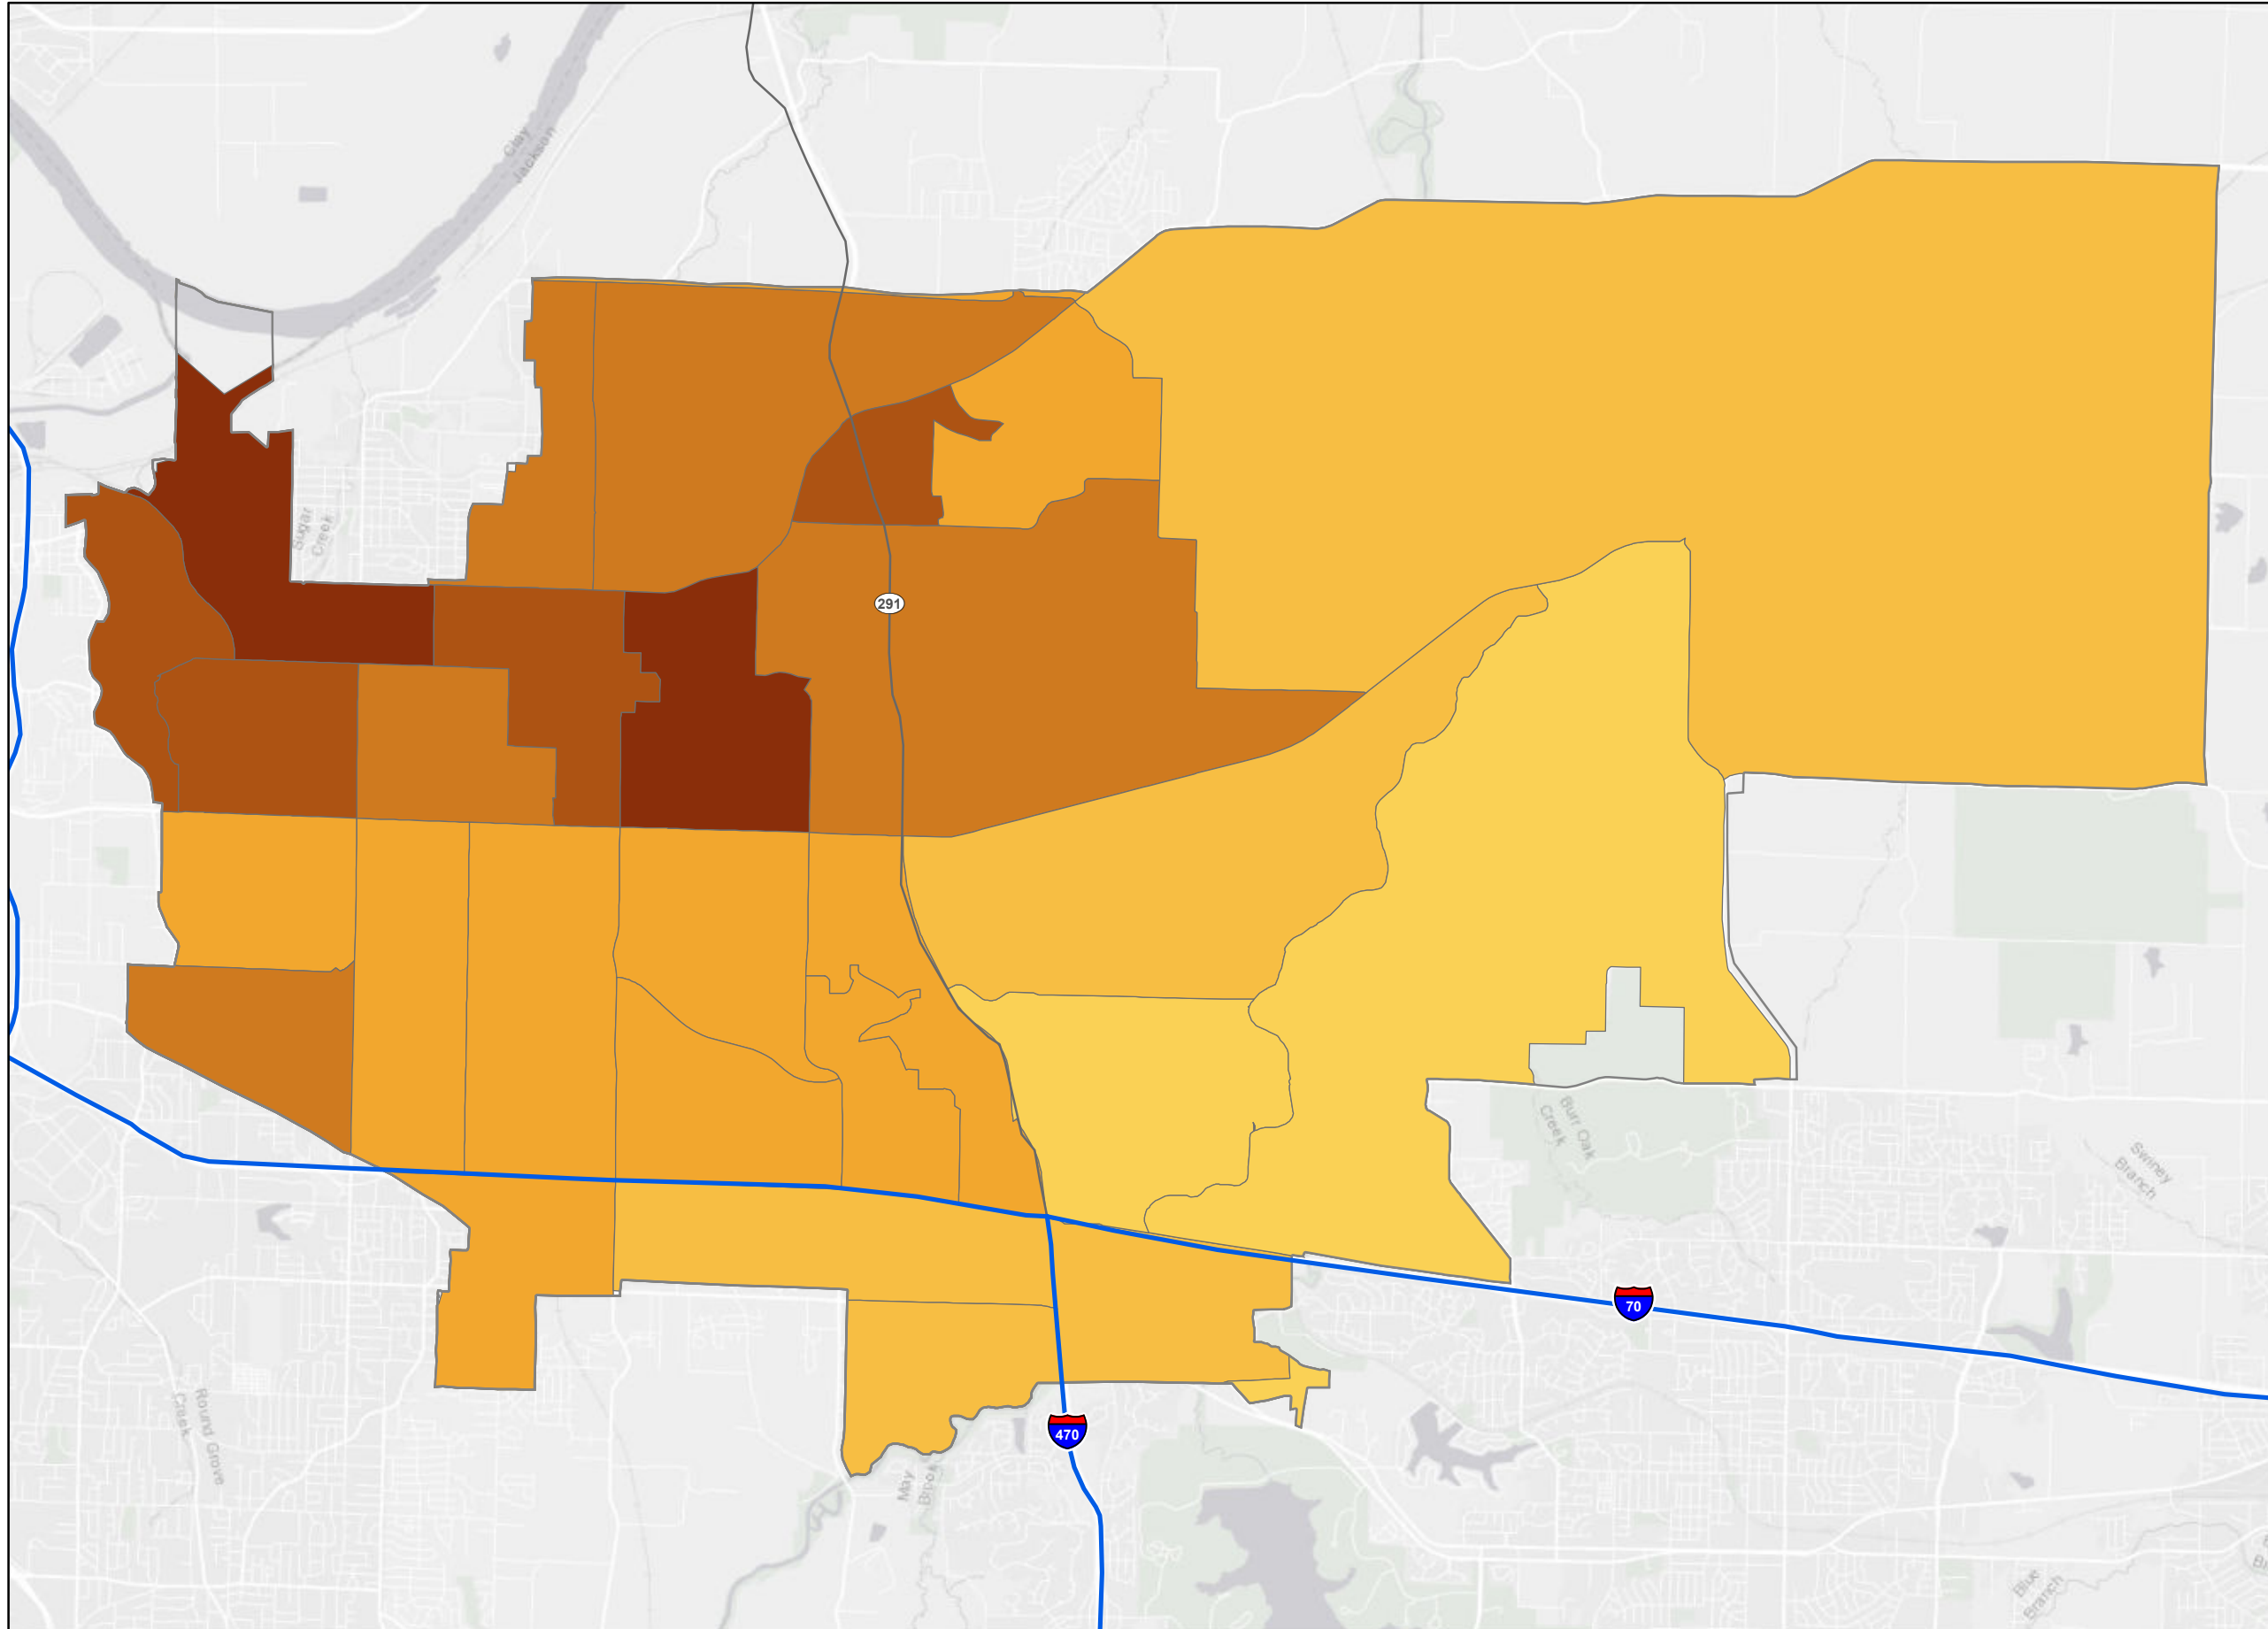 Clay
Jackson
Sugar
Creek
291
Burr Oak
Creek
Swiney
Branch
70
470
Round Grove
Creek
May
Brook
Blue
Branch